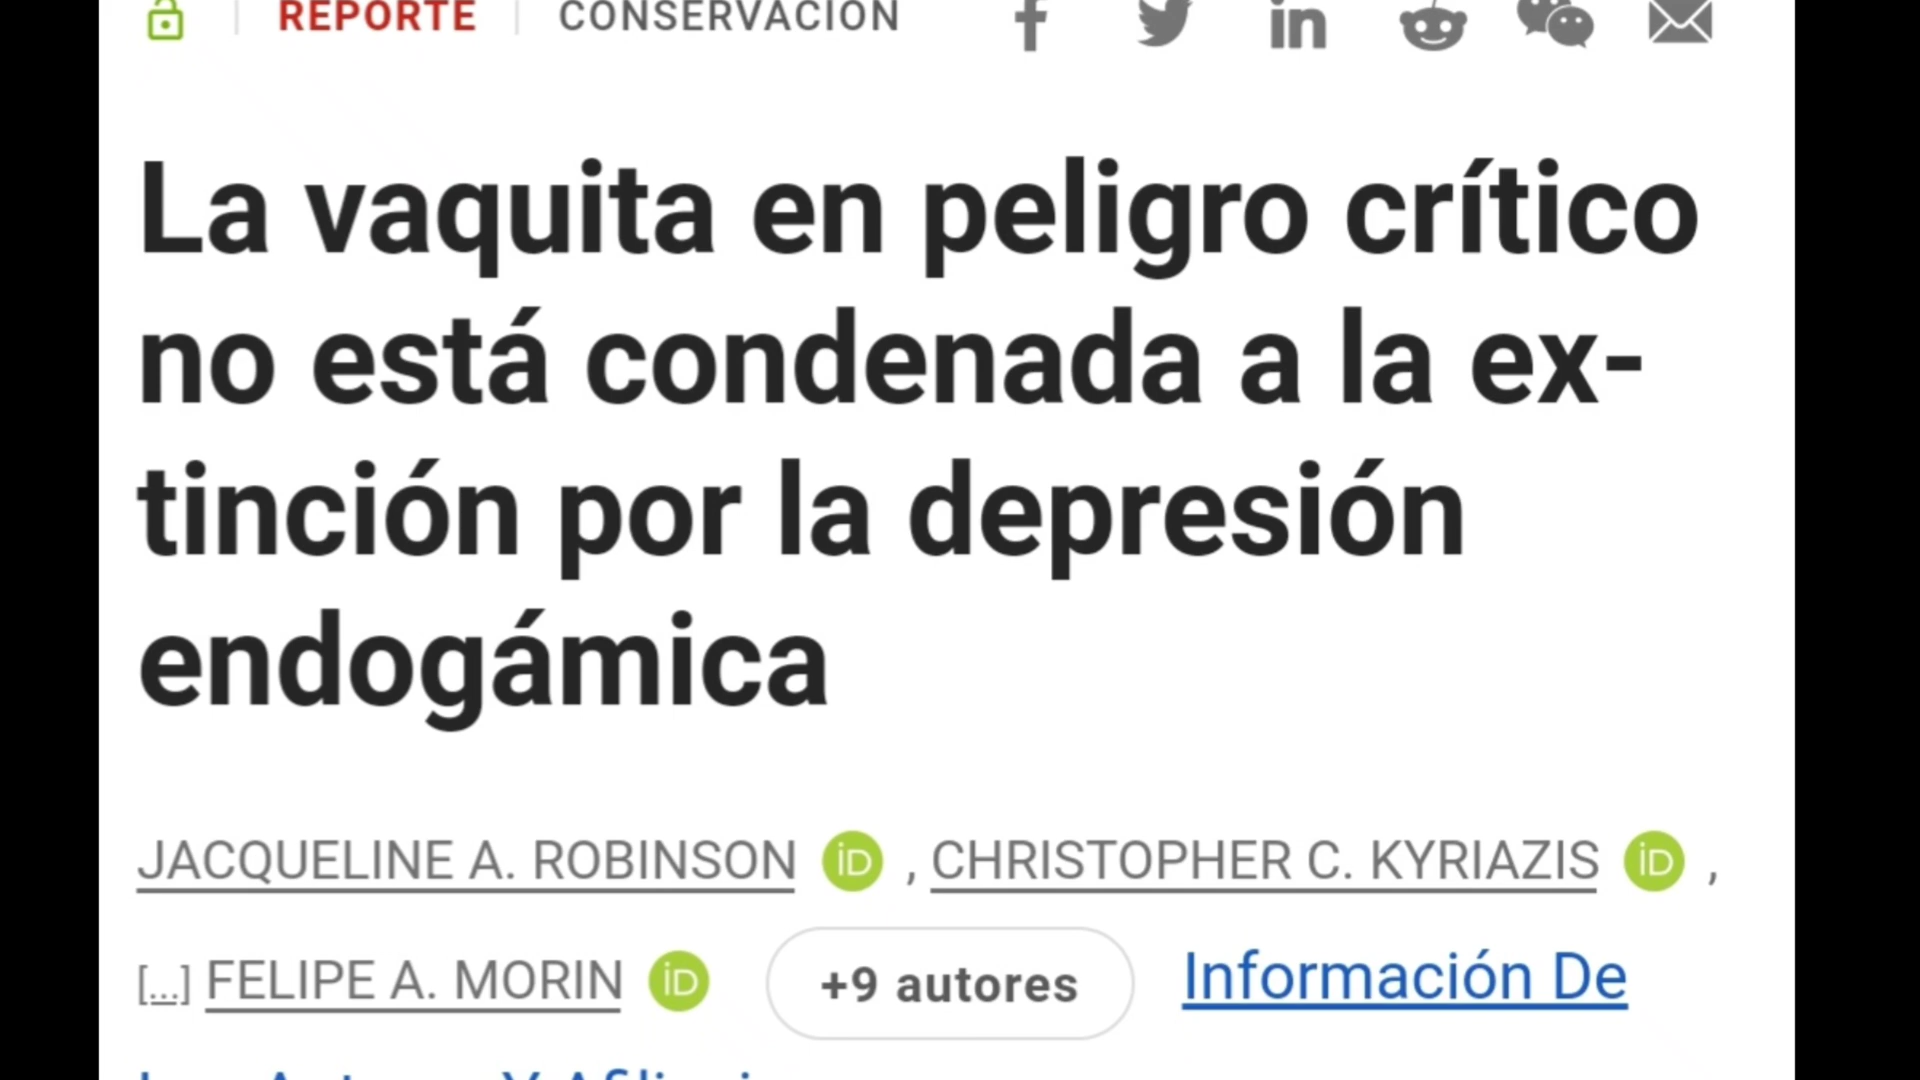 REPORTE | CONSERVACIÓN
La vaquita en peligro crítico
no está condenada a la ex-
tinción por la depresión
endogámica
JACQUELINE A. ROBINSON iD , CHRISTOPHER C. KYRIAZIS iD ,
[...] FELIPE A. MORIN iD +9 autores Información De